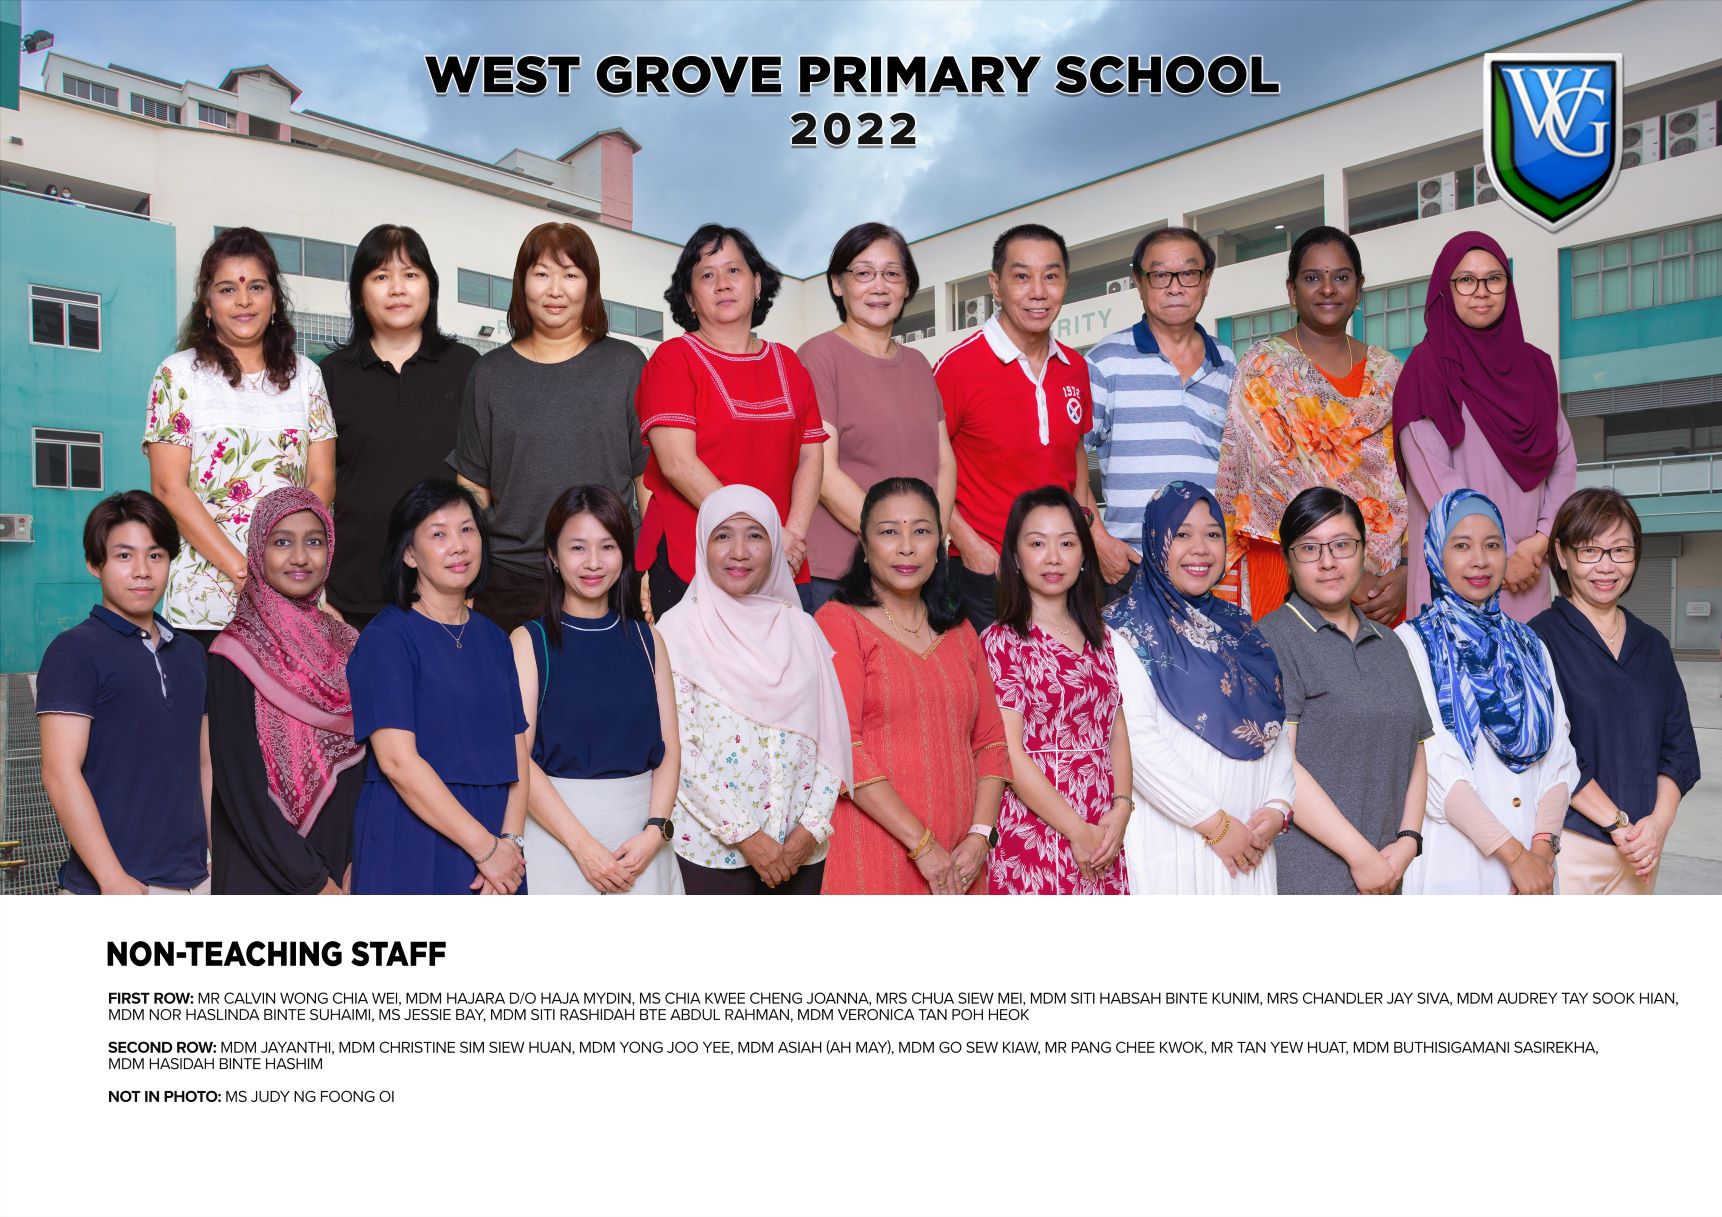 WEST GROVE PRIMARY SCHOOL
2022
WG
RITY
1974
NON-TEACHING STAFF
FIRST ROW: MR CALVIN WONG CHIA WEI, MDM HAJARA D/O HAJA MYDIN, MS CHIA KWEE CHENG JOANNA, MRS CHUA SIEW MEI, MDM SITI HABSAH BINTE KUNIM, MRS CHANDLER JAY SIVA, MDM AUDREY TAY SOOK HIAN,
MDM NOR HASLINDA BINTE SUHAIMI, MS JESSIE BAY, MDM SITI RASHIDAH BTE ABDUL RAHMAN, MDM VERONICA TAN POH HEOK
SECOND ROW: MDM JAYANTHI, MDM CHRISTINE SIM SIEW HUAN, MDM YONG JOO YEE, MDM ASIAH (AH MAY), MDM GO SEW KIAW, MR PANG CHEE KWOK, MR TAN YEW HUAT, MDM BUTHISIGAMANI SASIREKHA,
MDM HASIDAH BINTE HASHIM
NOT IN PHOTO: MS JUDY NG FOONG OI